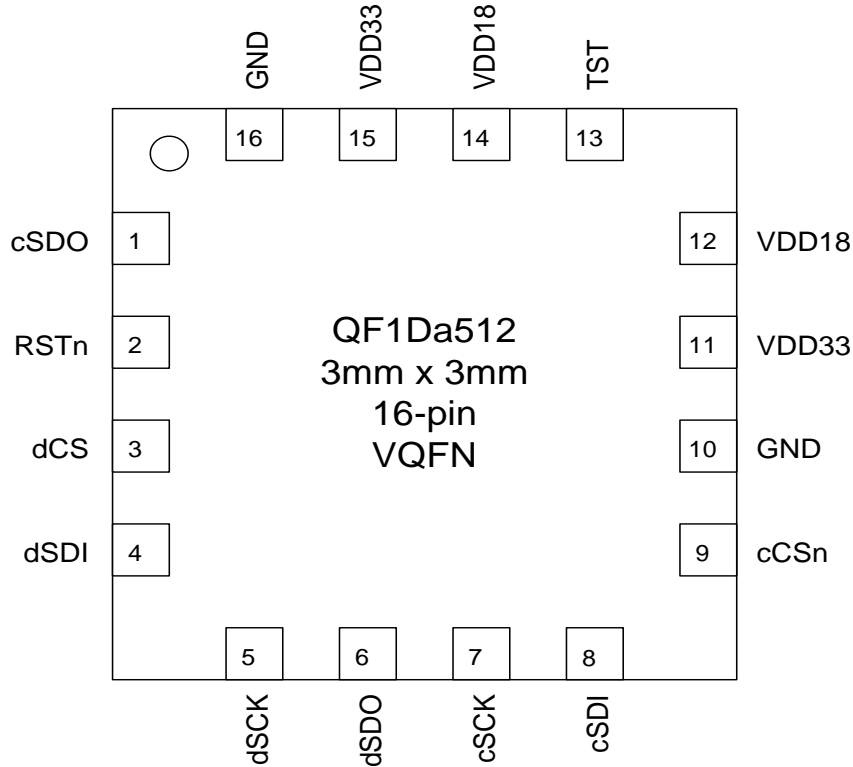 GND
VDD33
VDD18
TST
16
15
14
13
cSDO
1
12
VDD18
RSTn
2
QF1Da512
3mm x 3mm
16-pin
VQFN
11
VDD33
dCS
3
10
GND
dSDI
4
9
cCSn
5
6
7
8
dSCK
dSDO
cSCK
cSDI